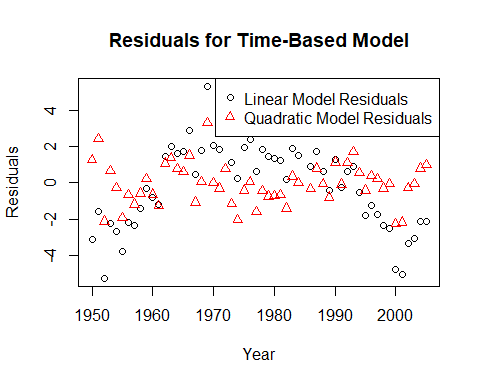 Residuals for Time-Based Model
Linear Model Residuals
Quadratic Model Residuals
Residuals
4
2
0
-2
-4
1950 1960 1970 1980 1990 2000
Year